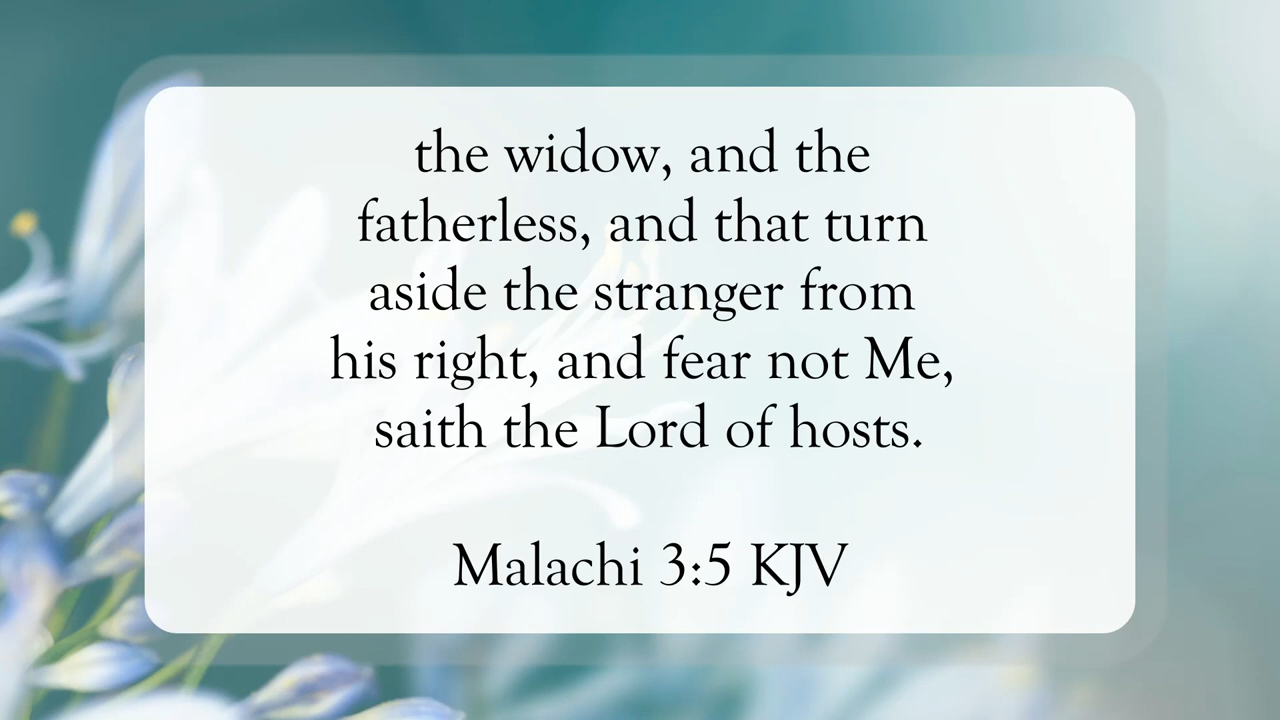 the widow, and the
fatherless, and that turn
aside the stranger from
his right, and fear not Me,
saith the Lord of hosts.
Malachi 3:5 KJV